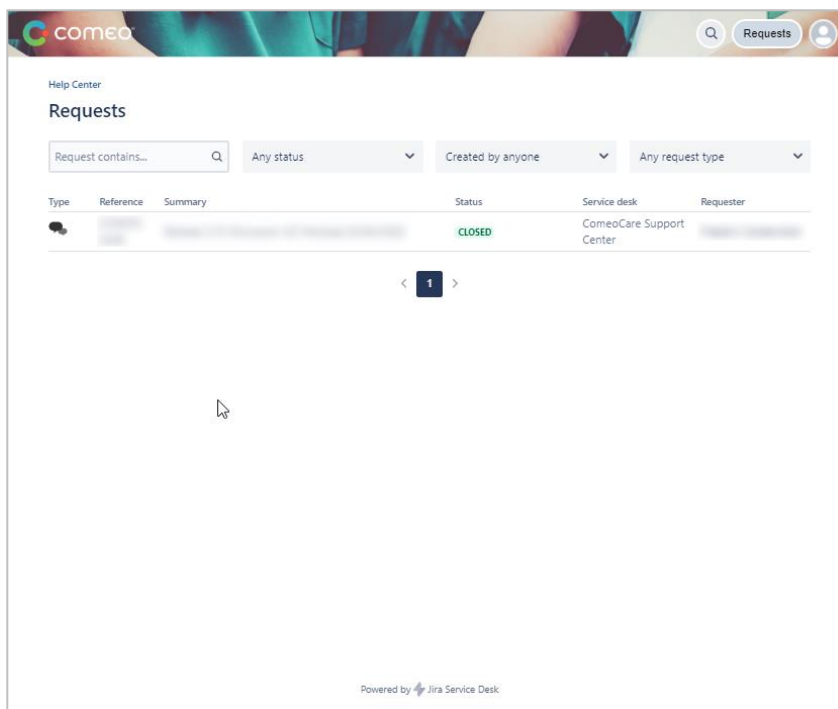 comeo
Requests
Help Center
Requests
Request contains...
Any status
Created by anyone
Any request type
Type Reference Summary Status Service desk Requester
CLOSED ComeoCare Support
Center
1
Powered by Jira Service Desk